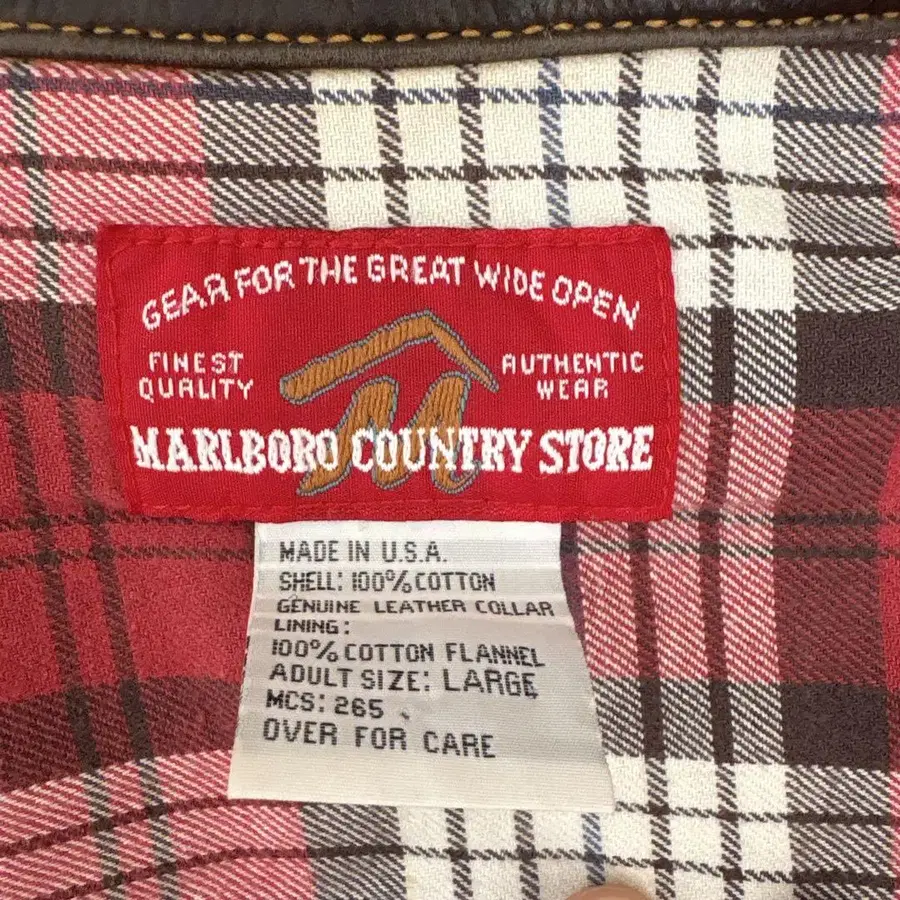 GEAR FOR THE GREAT WIDE OPEN
FINEST
QUALITY
AUTHENTIC
WEAR
MARLBORO COUNTRY STORE
MADE IN U.S.A.
SHELL: 100% COTTON
GENUINE LEATHER COLLAR
LINING:
100% COTTON FLANNEL
ADULT SIZE: LARGE
MCS: 265
OVER FOR CARE